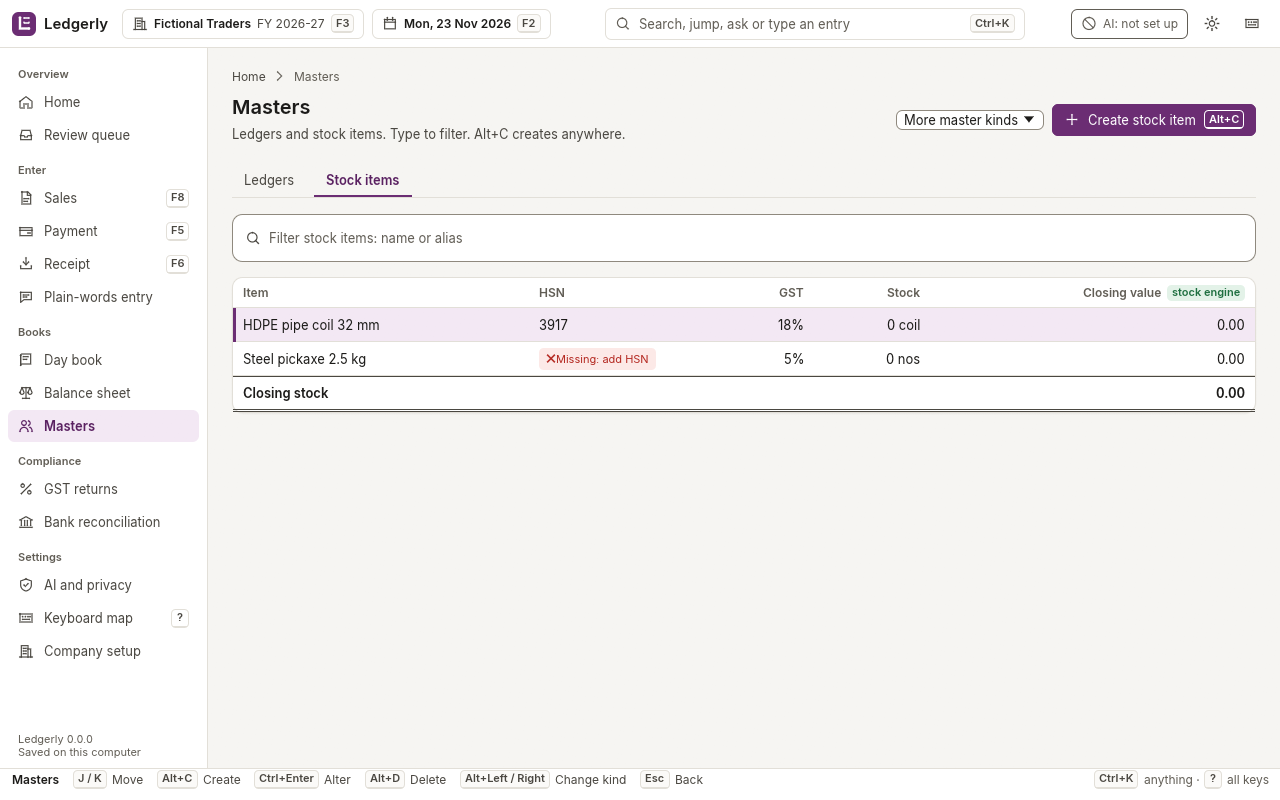 Ledgerly
Fictional Traders FY 2026-27 F3
Mon, 23 Nov 2026 F2
Search, jump, ask or type an entry Ctrl+K
AI: not set up
Overview
Home
Review queue
Enter
Sales F8
Payment F5
Receipt F6
Plain-words entry
Books
Day book
Balance sheet
Masters
Compliance
GST returns
Bank reconciliation
Settings
AI and privacy
Keyboard map ?
Company setup
Ledgerly 0.0.0
Saved on this computer
Home > Masters
Masters
Ledgers and stock items. Type to filter. Alt+C creates anywhere.
More master kinds
+ Create stock item Alt+C
Ledgers Stock items
Filter stock items: name or alias
Item HSN GST Stock Closing value stock engine
HDPE pipe coil 32 mm 3917 18% 0 coil 0.00
Steel pickaxe 2.5 kg Missing: add HSN 5% 0 nos 0.00
Closing stock 0.00
Masters J / K Move Alt+C Create Ctrl+Enter Alter Alt+D Delete Alt+Left / Right Change kind Esc Back Ctrl+K anything · ? all keys